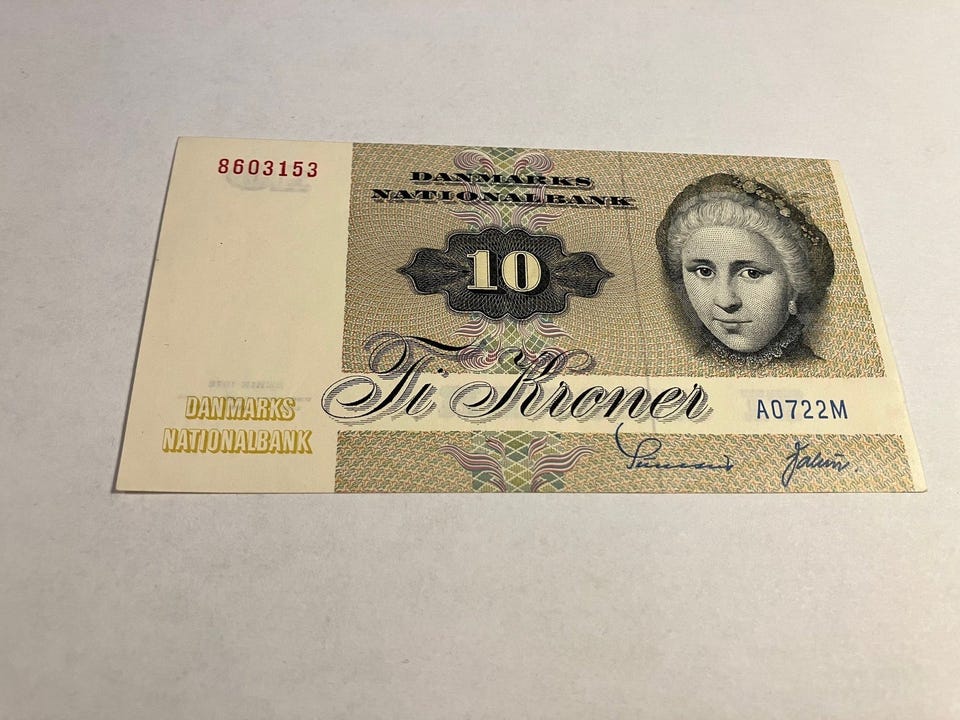 8603153
DANMARKS
NATIONALBANK
10
Ti Kroner
A0722M
DANMARKS
NATIONALBANK